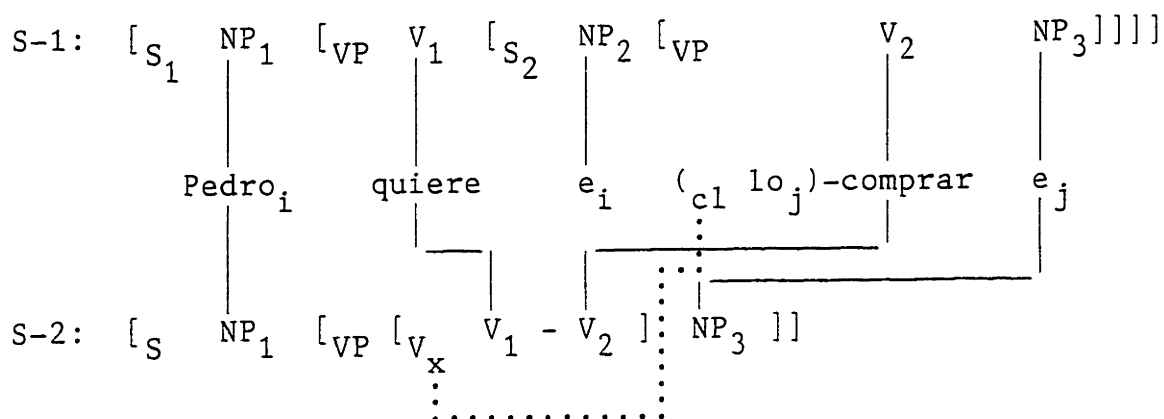 S-1: [S1 NP1 [VP V1 [S2 NP2 [VP V2 NP3]]]]
Pedroi quiere ei (cl loj)-comprar ej
S-2: [S NP1 [VP [Vx V1 - V2 ] NP3 ]]